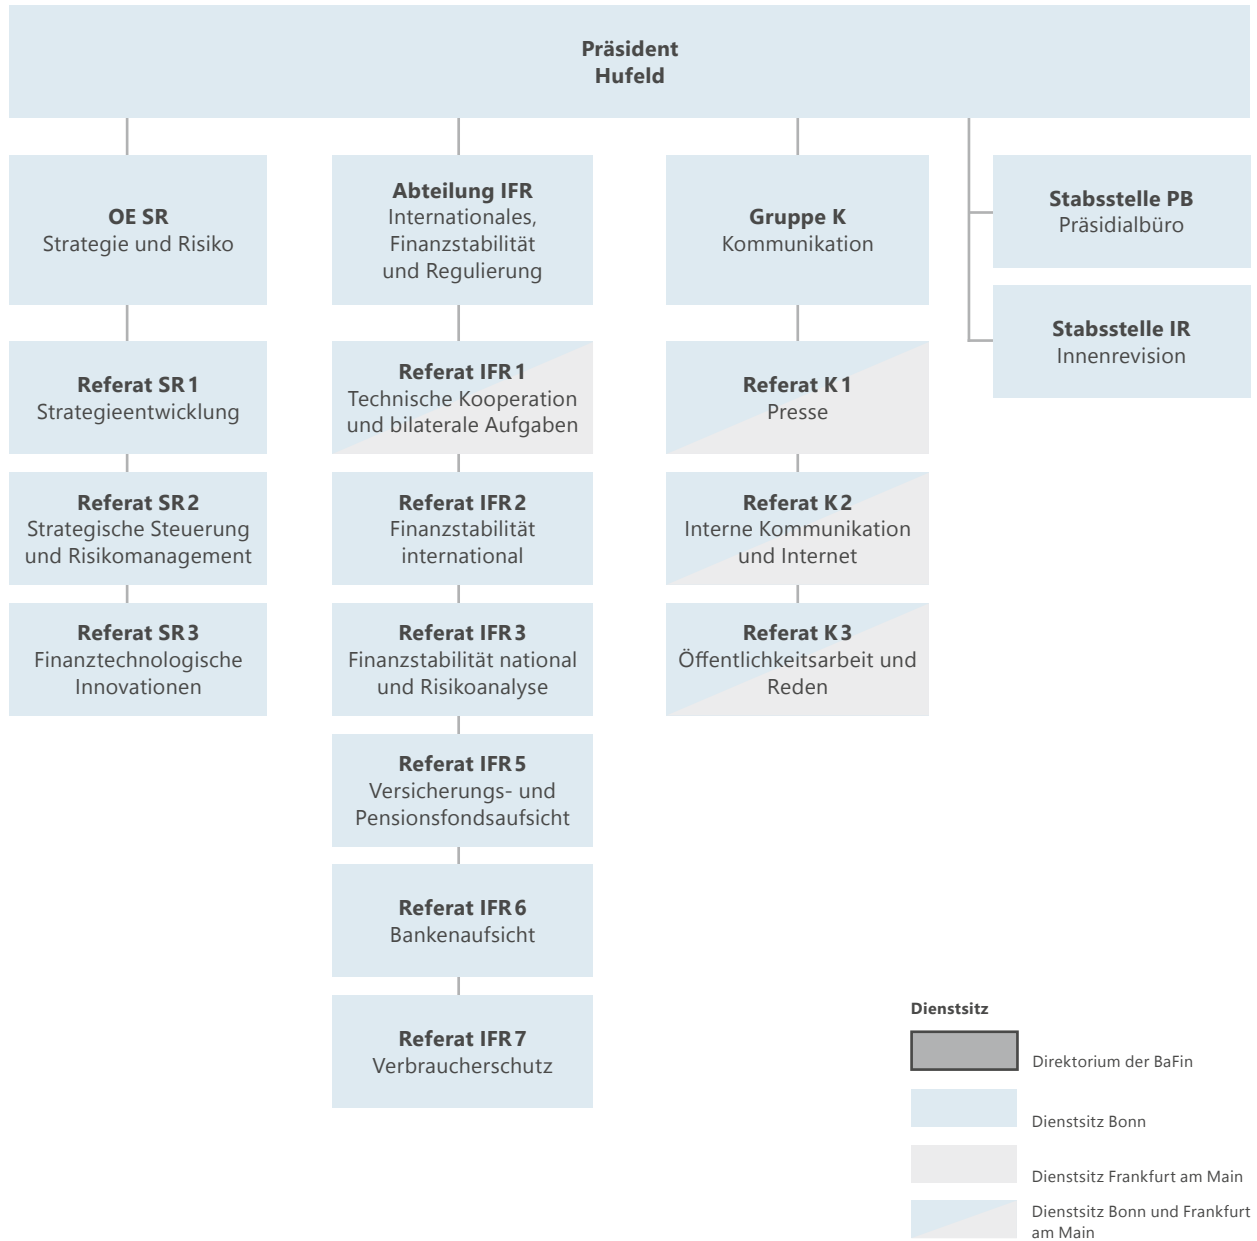 Präsident
Hufeld
OE SR
Strategie und Risiko
Referat SR 1
Strategieentwicklung
Referat SR 2
Strategische Steuerung
und Risikomanagement
Referat SR 3
Finanztechnologische
Innovationen
Abteilung IFR
Internationales,
Finanzstabilität
und Regulierung
Referat IFR 1
Technische Kooperation
und bilaterale Aufgaben
Referat IFR 2
Finanzstabilität
international
Referat IFR 3
Finanzstabilität national
und Risikoanalyse
Referat IFR 5
Versicherungs- und
Pensionsfondsaufsicht
Referat IFR 6
Bankenaufsicht
Referat IFR 7
Verbraucherschutz
Gruppe K
Kommunikation
Referat K 1
Presse
Referat K 2
Interne Kommunikation
und Internet
Referat K 3
Öffentlichkeitsarbeit und
Reden
Stabsstelle PB
Präsidialbüro
Stabsstelle IR
Innenrevision
Dienstsitz
Direktorium der BaFin
Dienstsitz Bonn
Dienstsitz Frankfurt am Main
Dienstsitz Bonn und Frankfurt
am Main